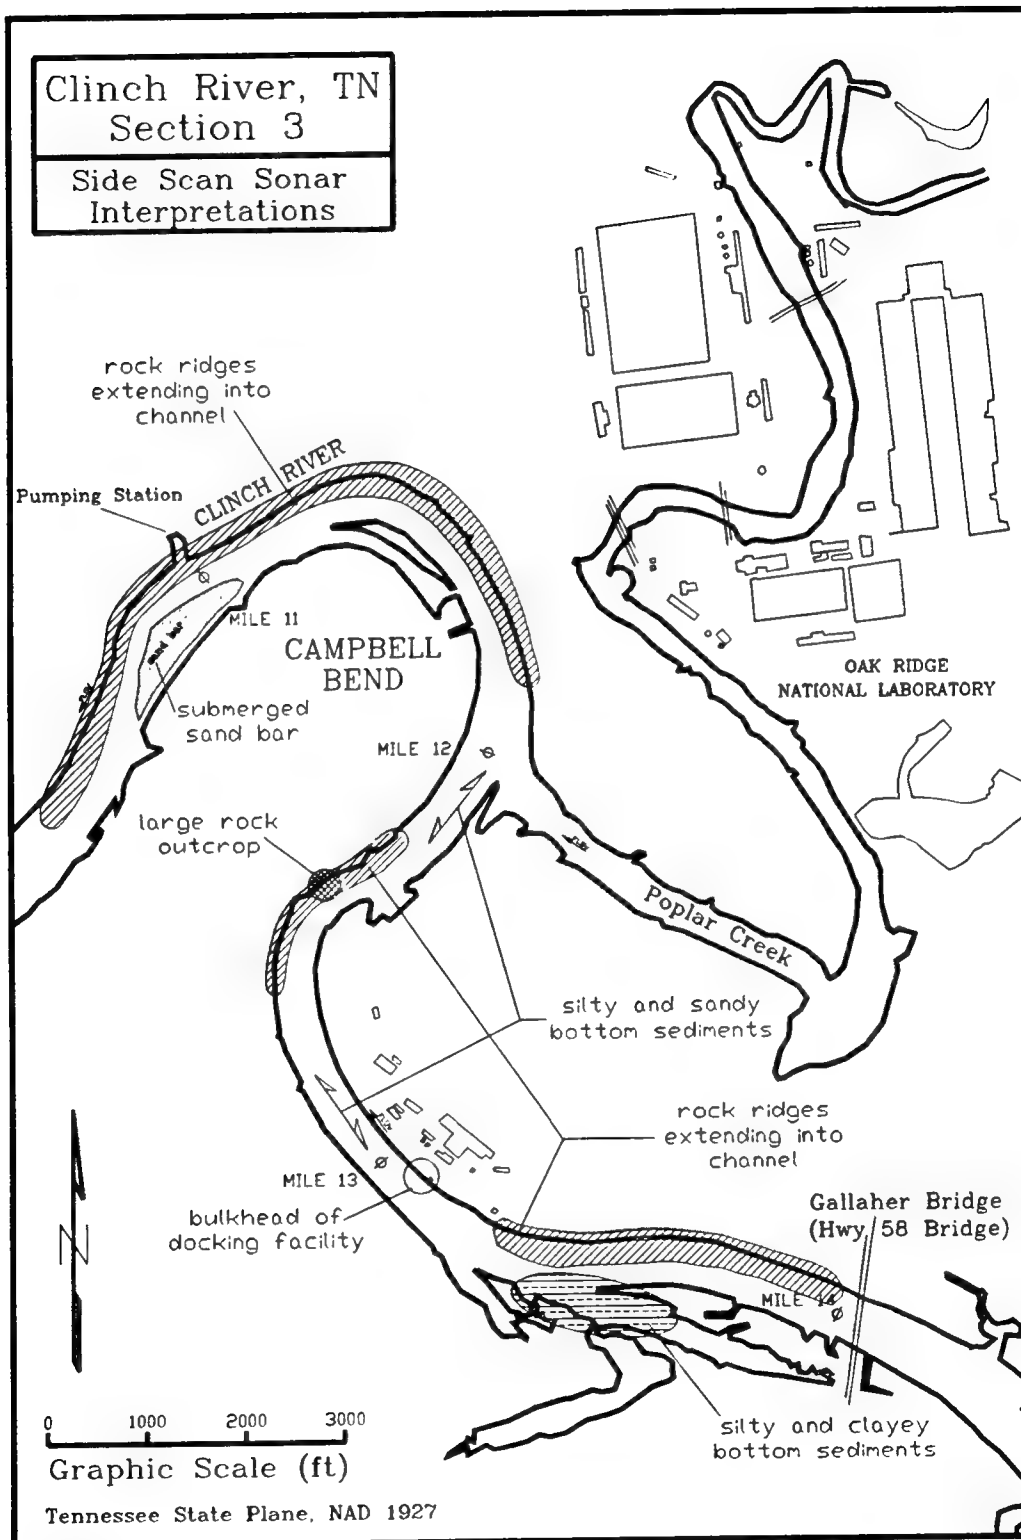 Clinch River, TN
Section 3
Side Scan Sonar
Interpretations
rock ridges
extending into
channel
CLINCH RIVER
Pumping Station
MILE 11
sand bar
CAMPBELL
BEND
submerged
sand bar
OAK RIDGE
NATIONAL LABORATORY
MILE 12
large rock
outcrop
Poplar Creek
silty and sandy
bottom sediments
rock ridges
extending into
channel
MILE 13
bulkhead of
docking facility
Gallaher Bridge
(Hwy 58 Bridge)
MILE 14
silty and clayey
bottom sediments
N
0 1000 2000 3000
Graphic Scale (ft)
Tennessee State Plane, NAD 1927